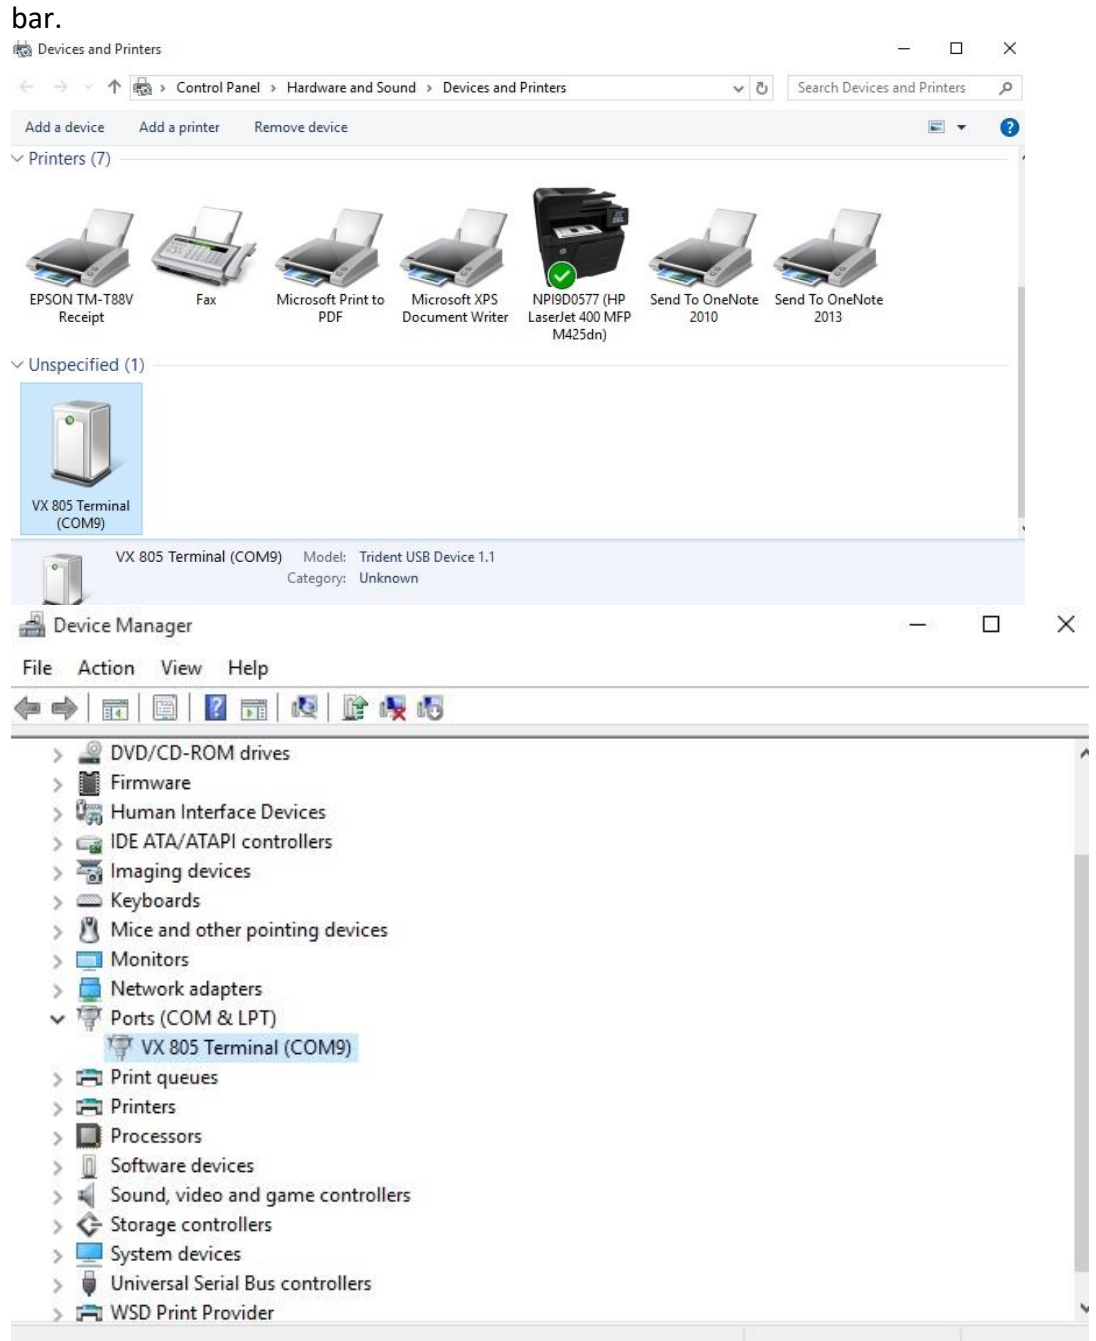 bar.
Devices and Printers
Control Panel > Hardware and Sound > Devices and Printers
Search Devices and Printers
Add a device Add a printer Remove device
Printers (7)
EPSON TM-T88V Receipt
Fax
Microsoft Print to PDF
Microsoft XPS Document Writer
NPI9D0577 (HP LaserJet 400 MFP M425dn)
Send To OneNote 2010
Send To OneNote 2013
Unspecified (1)
VX 805 Terminal
(COM9)
VX 805 Terminal (COM9) Model: Trident USB Device 1.1
Category: Unknown
Device Manager
File Action View Help
DVD/CD-ROM drives
Firmware
Human Interface Devices
IDE ATA/ATAPI controllers
Imaging devices
Keyboards
Mice and other pointing devices
Monitors
Network adapters
Ports (COM & LPT)
VX 805 Terminal (COM9)
Print queues
Printers
Processors
Software devices
Sound, video and game controllers
Storage controllers
System devices
Universal Serial Bus controllers
WSD Print Provider